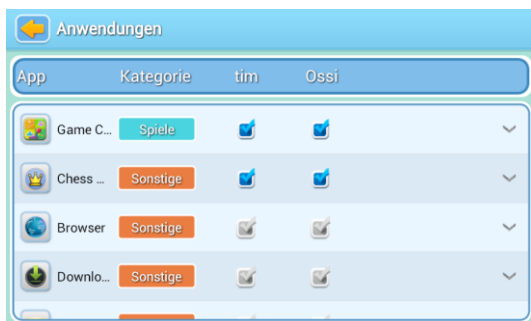 Anwendungen
App Kategorie tim Ossi
Game C... Spiele
Chess ... Sonstige
Browser Sonstige
Downlo... Sonstige